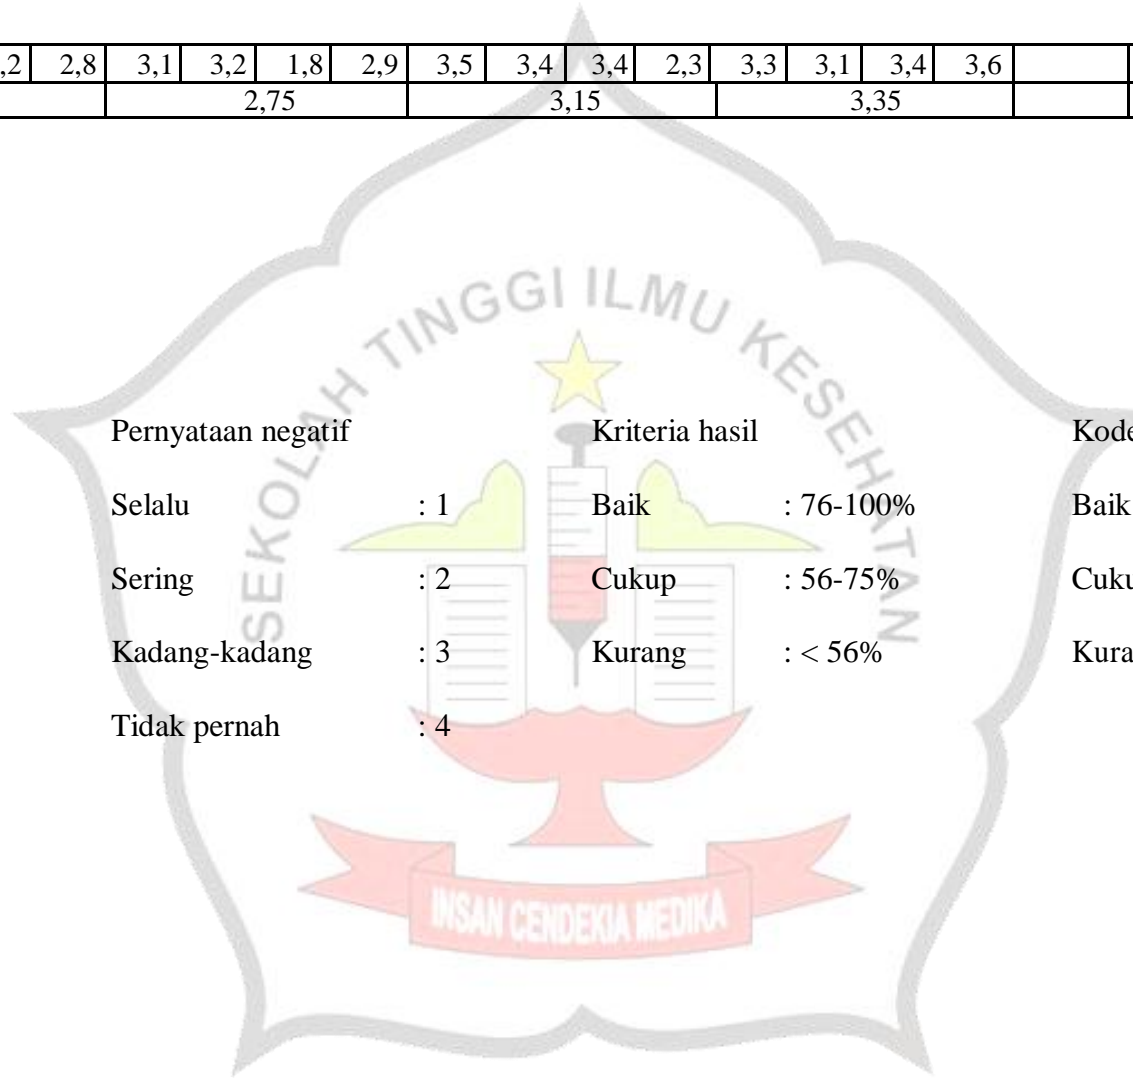 ,2 2,8 3,1 3,2 1,8 2,9 3,5 3,4 3,4 2,3 3,3 3,1 3,4 3,6
2,75 3,15 3,35
SEKOLAH TINGGI ILMU KESEHATAN
Pernyataan negatif Kriteria hasil Kode
Selalu : 1 Baik : 76-100% Baik
Sering : 2 Cukup : 56-75% Cuku
Kadang-kadang : 3 Kurang : < 56% Kura
Tidak pernah : 4
INSAN CENDEKIA MEDIKA